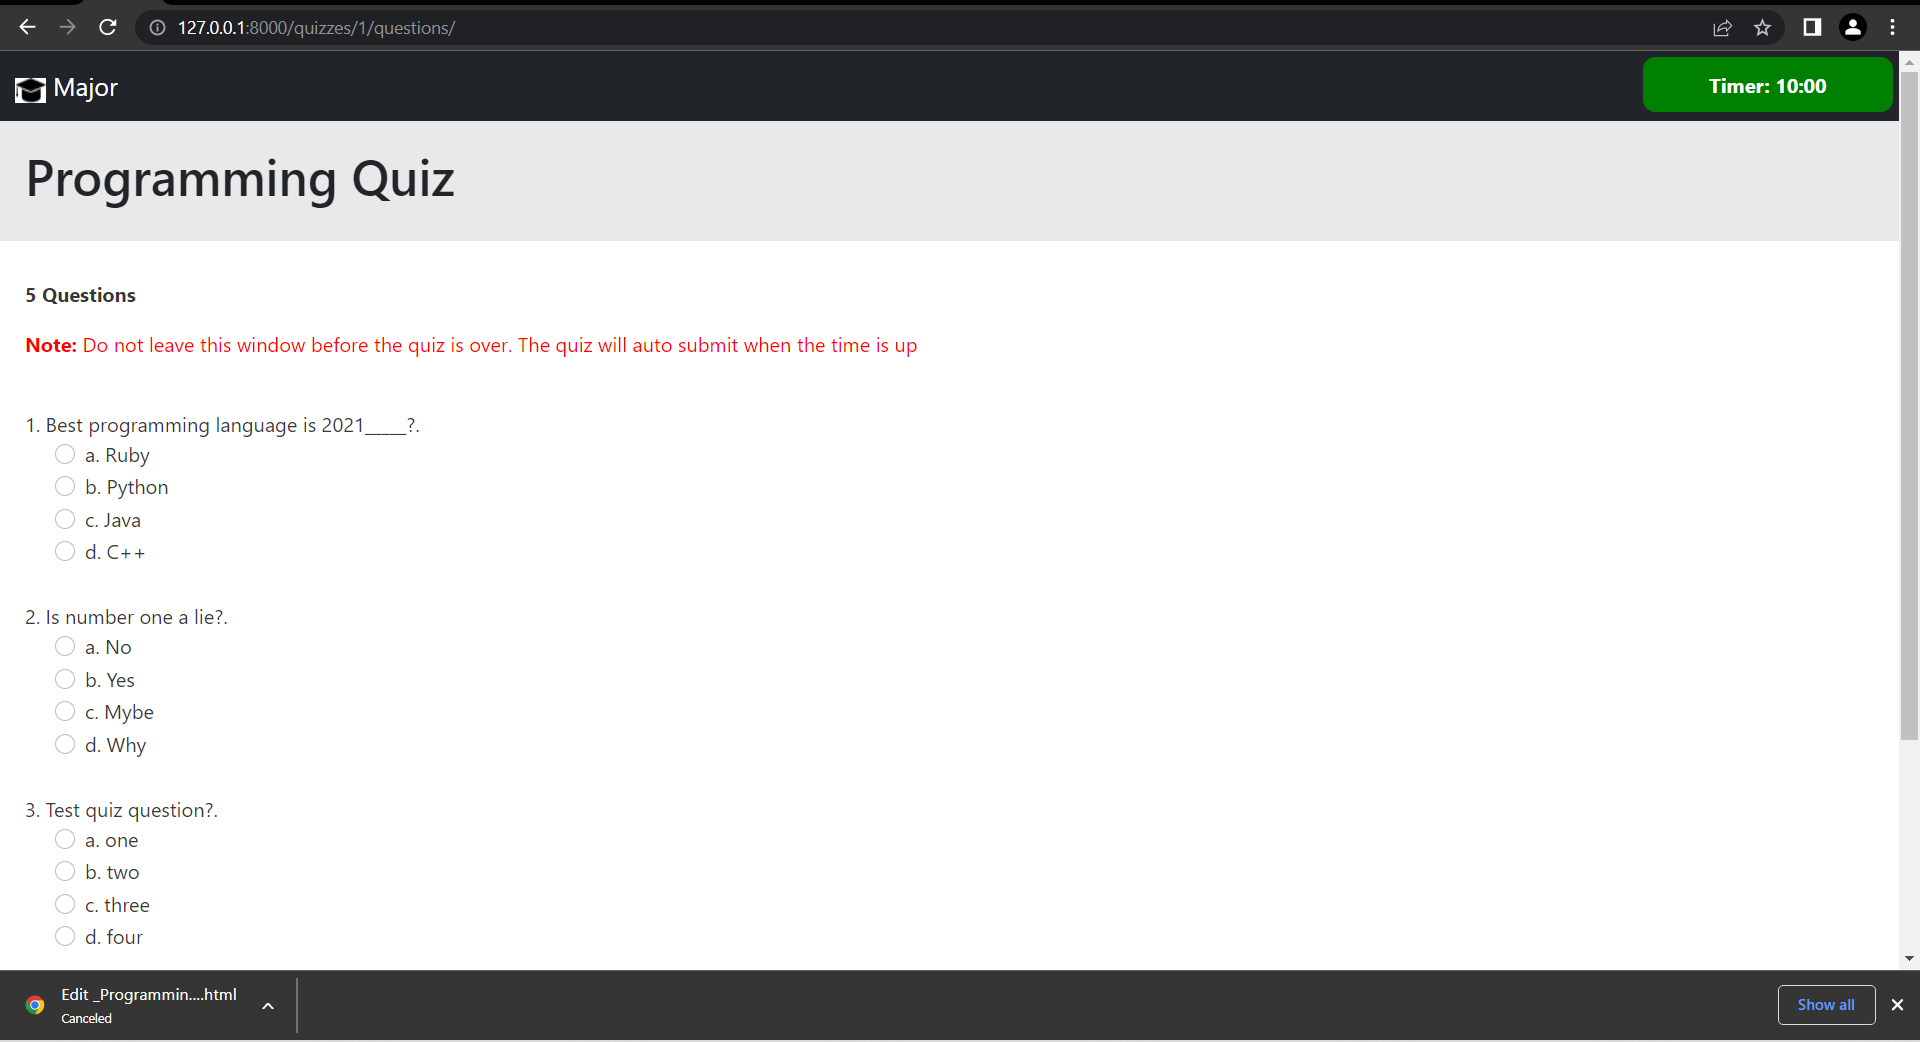 127.0.0.1:8000/quizzes/1/questions/
Major
Timer: 10:00
Programming Quiz
5 Questions
Note: Do not leave this window before the quiz is over. The quiz will auto submit when the time is up
1. Best programming language is 2021_____?.
a. Ruby
b. Python
c. Java
d. C++
2. Is number one a lie?.
a. No
b. Yes
c. Mybe
d. Why
3. Test quiz question?.
a. one
b. two
c. three
d. four
Edit _Programmin....html
Canceled
Show all